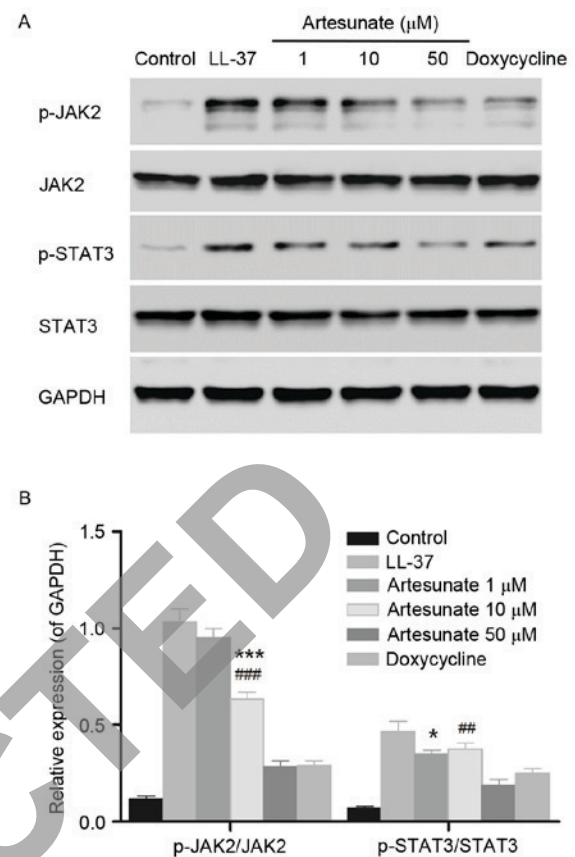 A
Artesunate (μM)
Control LL-37 1 10 50 Doxycycline
p-JAK2
JAK2
p-STAT3
STAT3
GAPDH
B
Relative expression (of GAPDH)
1.5
1.0
0.5
0.0
Control
LL-37
Artesunate 1 μM
Artesunate 10 μM
Artesunate 50 μM
Doxycycline
***
###
*
##
p-JAK2/JAK2
p-STAT3/STAT3
CTED